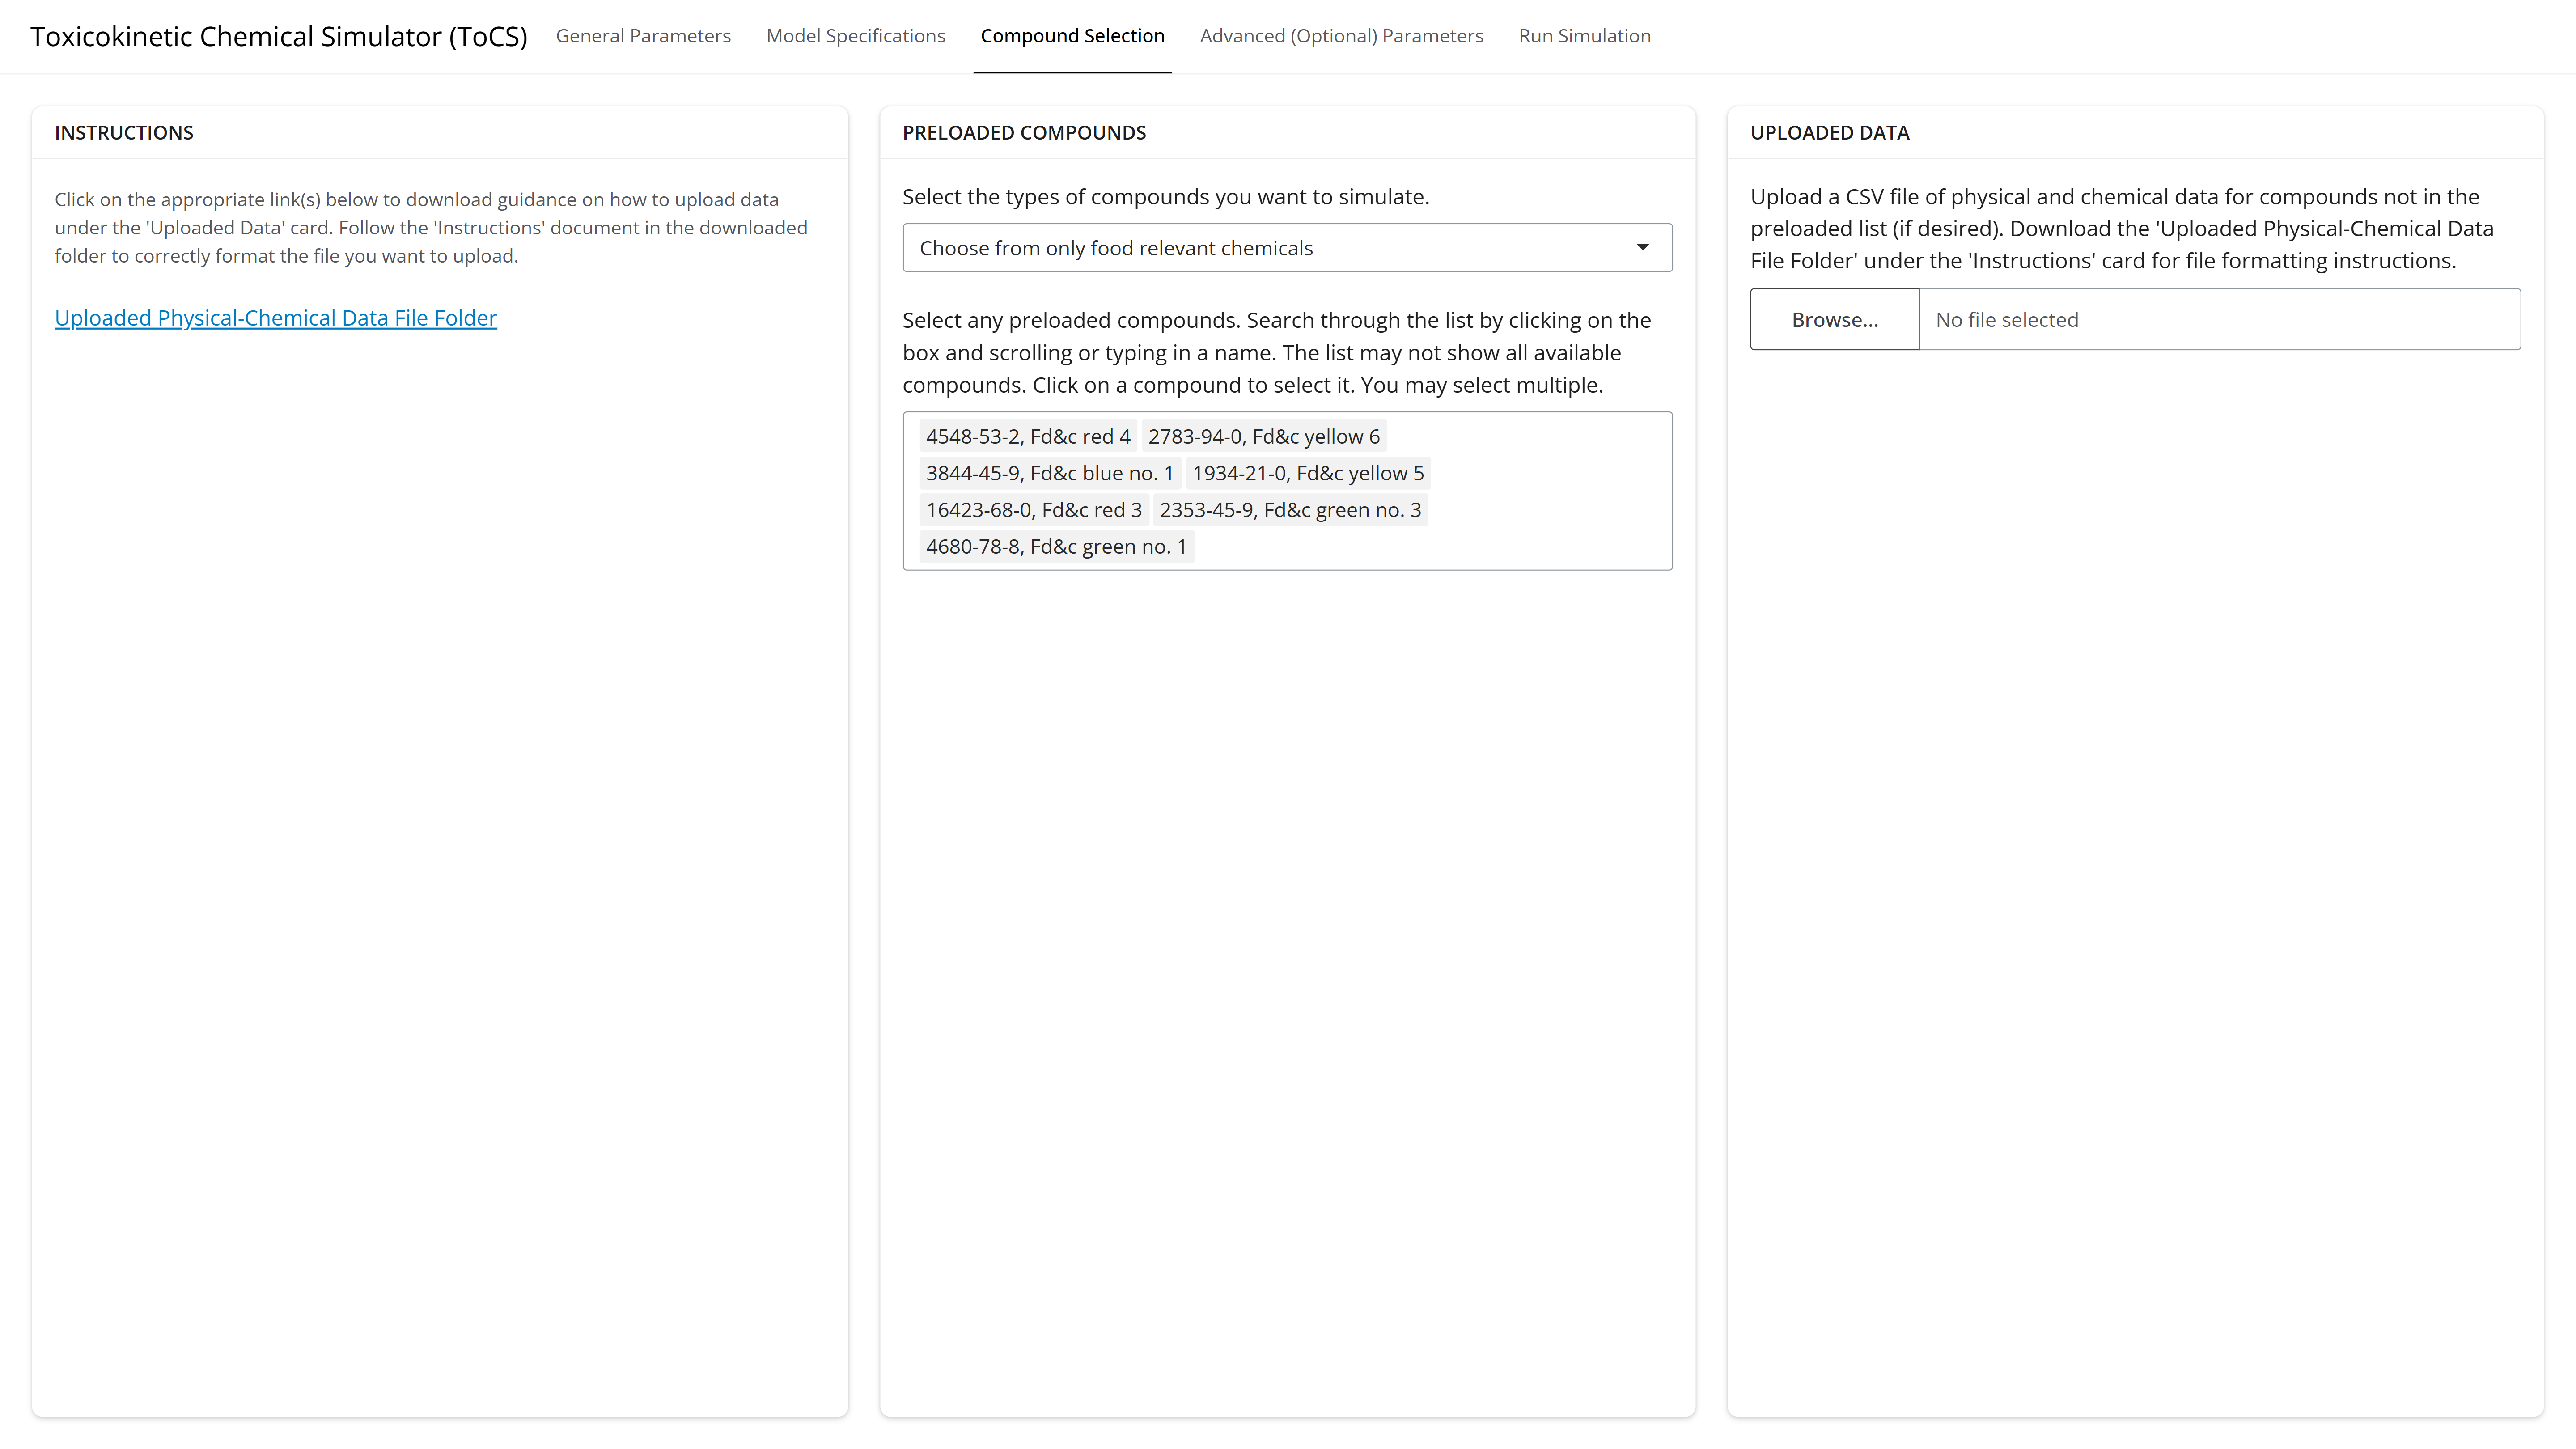 Toxicokinetic Chemical Simulator (ToCS) General Parameters Model Specifications Compound Selection Advanced (Optional) Parameters Run Simulation
INSTRUCTIONS
Click on the appropriate link(s) below to download guidance on how to upload data
under the 'Uploaded Data' card. Follow the 'Instructions' document in the downloaded
folder to correctly format the file you want to upload.
Uploaded Physical-Chemical Data File Folder
PRELOADED COMPOUNDS
Select the types of compounds you want to simulate.
Choose from only food relevant chemicals
Select any preloaded compounds. Search through the list by clicking on the
box and scrolling or typing in a name. The list may not show all available
compounds. Click on a compound to select it. You may select multiple.
4548-53-2, Fd&c red 4 2783-94-0, Fd&c yellow 6
3844-45-9, Fd&c blue no. 1 1934-21-0, Fd&c yellow 5
16423-68-0, Fd&c red 3 2353-45-9, Fd&c green no. 3
4680-78-8, Fd&c green no. 1
UPLOADED DATA
Upload a CSV file of physical and chemical data for compounds not in the
preloaded list (if desired). Download the 'Uploaded Physical-Chemical Data
File Folder' under the 'Instructions' card for file formatting instructions.
Browse... No file selected